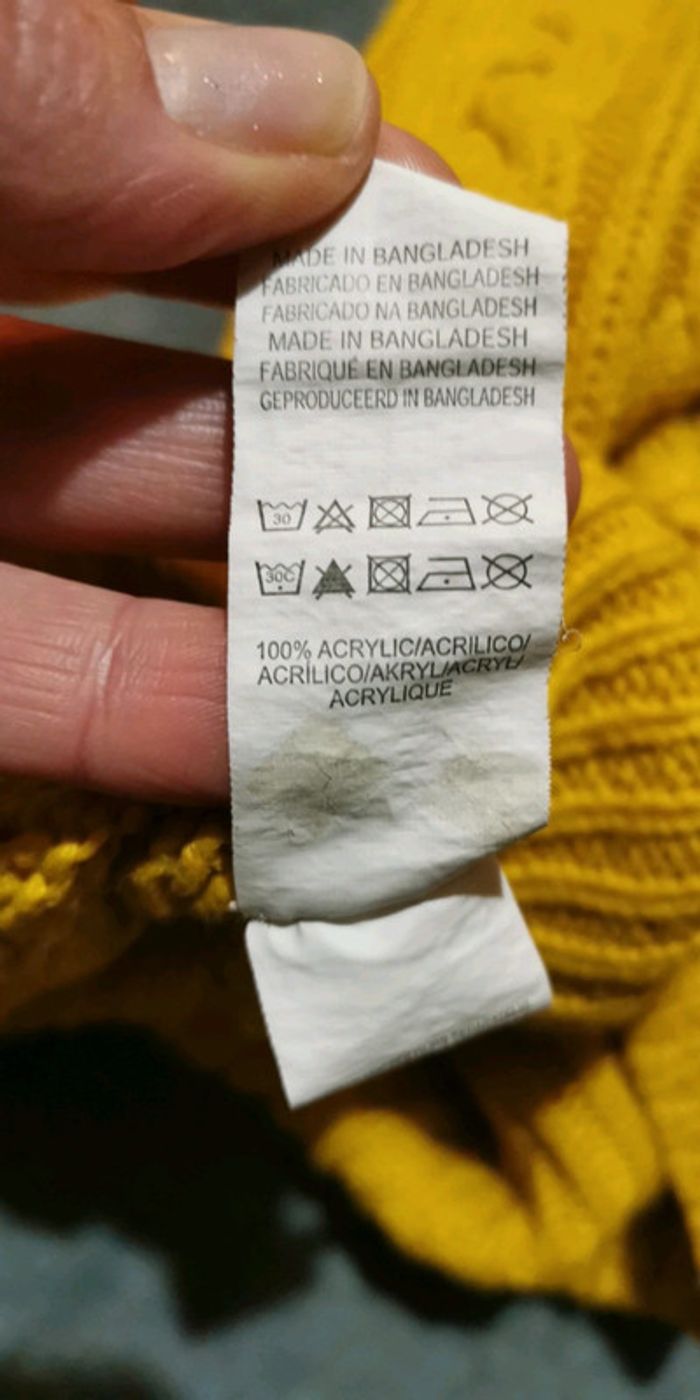 MADE IN BANGLADESH
FABRICADO EN BANGLADESH
FABRICADO NA BANGLADESH
MADE IN BANGLADESH
FABRIQUÉ EN BANGLADESH
GEPRODUCEERD IN BANGLADESH
30
30C
100% ACRYLIC/ACRILICO/
ACRÍLICO/AKRYL/ACRYL/
ACRYLIQUE